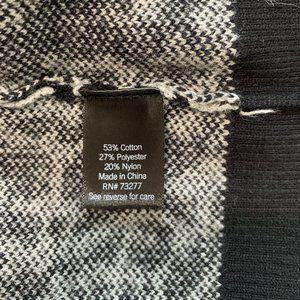 53% Cotton
27% Polyester
20% Nylon
Made in China
RN# 73277
See reverse for care